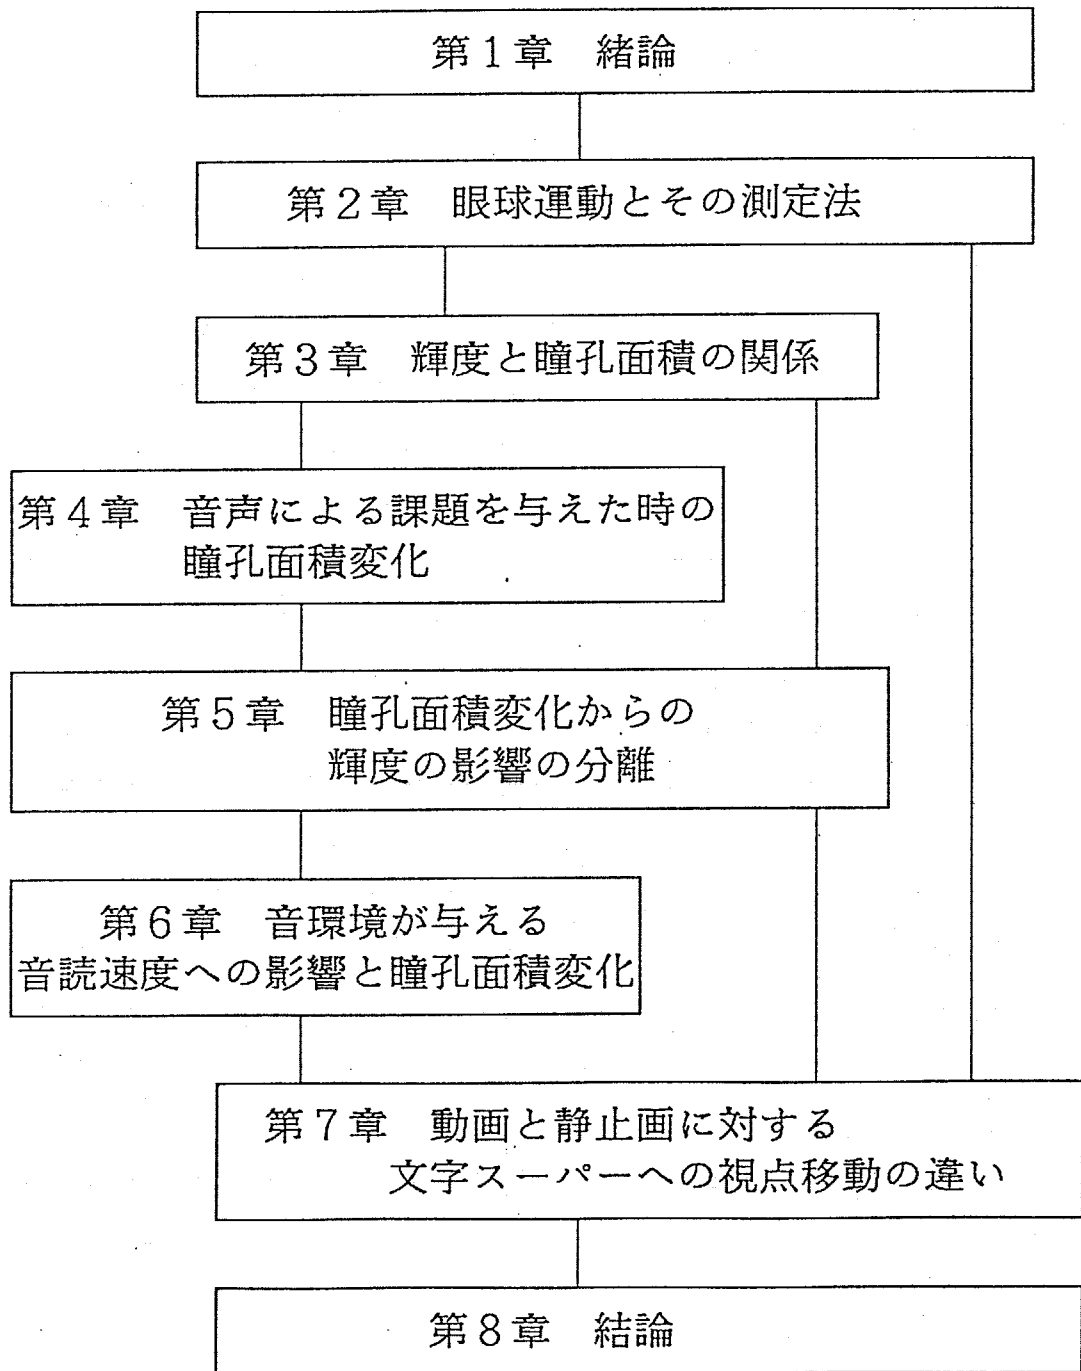 第1章　緒論
第2章　眼球運動とその測定法
第3章　輝度と瞳孔面積の関係
第4章　音声による課題を与えた時の
瞳孔面積変化
第5章　瞳孔面積変化からの
輝度の影響の分離
第6章　音環境が与える
音読速度への影響と瞳孔面積変化
第7章　動画と静止画に対する
文字スーパーへの視点移動の違い
第8章　結論